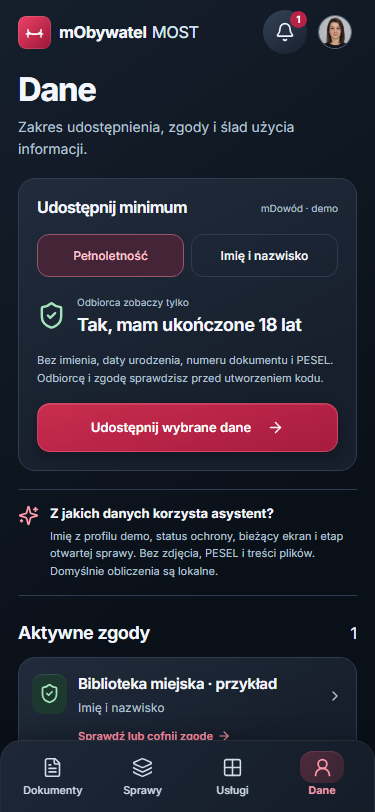 mObywatel MOST
1
Dane
Zakres udostępnienia, zgody i ślad użycia
informacji.
Udostępnij minimum
mDowód · demo
Pełnoletność
Imię i nazwisko
Odbiorca zobaczy tylko
Tak, mam ukończone 18 lat
Bez imienia, daty urodzenia, numeru dokumentu i PESEL.
Odbiorcę i zgodę sprawdzisz przed utworzeniem kodu.
Udostępnij wybrane dane →
Z jakich danych korzysta asystent?
Imię z profilu demo, status ochrony, bieżący ekran i etap
otwartej sprawy. Bez zdjęcia, PESEL i treści plików.
Domyślnie obliczenia są lokalne.
Aktywne zgody
1
Biblioteka miejska · przykład
Imię i nazwisko
Sprawdź lub cofnij zgodę →
Dokumenty
Sprawy
Usługi
Dane